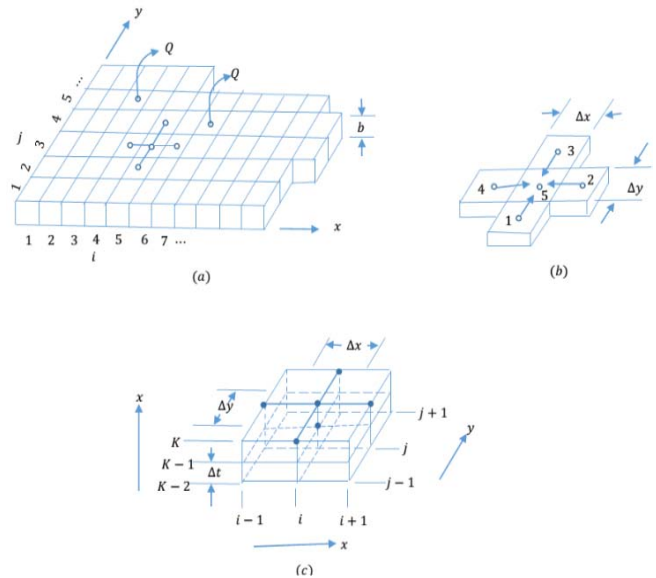 y
Q
Q
...
5
4
j
3
2
1
b
x
1 2 3 4 5 6 7 ...
i
(a)
Δx
3
4
2
5
Δy
1
(b)
Δx
x
Δy
j + 1
y
K
j
K − 1
Δt
K − 2
j − 1
i − 1
i
i + 1
x
(c)